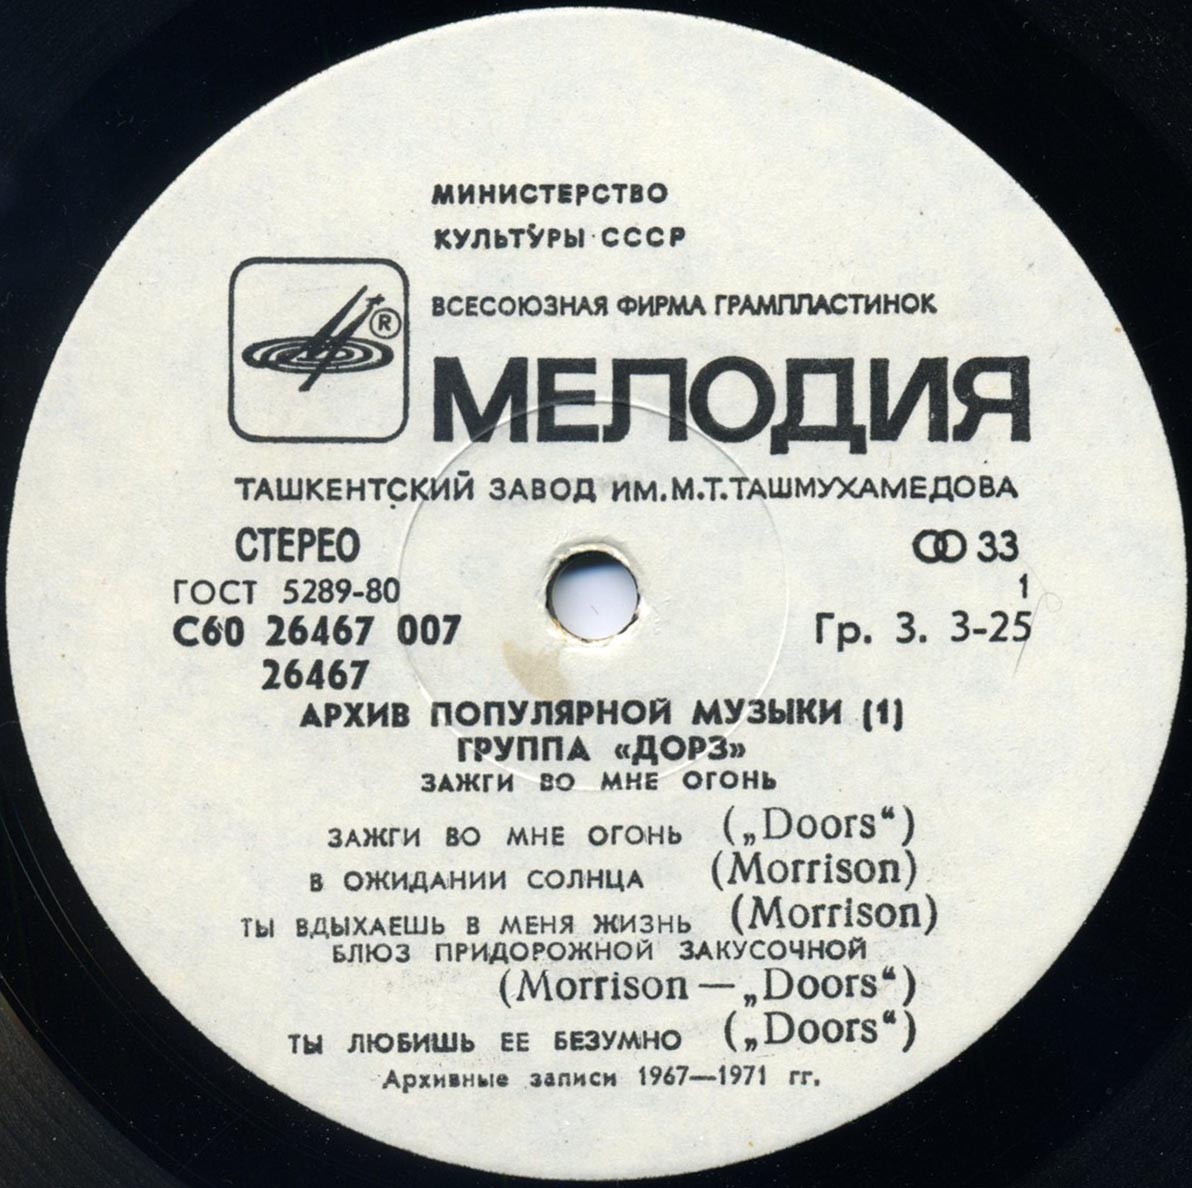 МИНИСТЕРСТВО
КУЛЬТУРЫ СССР
ВСЕСОЮЗНАЯ ФИРМА ГРАМПЛАСТИНОК
®
МЕЛОДИЯ
ТАШКЕНТСКИЙ ЗАВОД ИМ.М.Т.ТАШМУХАМЕДОВА
СТЕРЕО 33
ГОСТ 5289-80 1
С60 26467 007 Гр. 3. 3-25
26467
АРХИВ ПОПУЛЯРНОЙ МУЗЫКИ (1)
ГРУППА «ДОРЗ»
ЗАЖГИ ВО МНЕ ОГОНЬ
ЗАЖГИ ВО МНЕ ОГОНЬ („Doors“)
В ОЖИДАНИИ СОЛНЦА (Morrison)
ТЫ ВДЫХАЕШЬ В МЕНЯ ЖИЗНЬ (Morrison)
БЛЮЗ ПРИДОРОЖНОЙ ЗАКУСОЧНОЙ
(Morrison — „Doors“)
ТЫ ЛЮБИШЬ ЕЕ БЕЗУМНО („Doors“)
Архивные записи 1967—1971 гг.